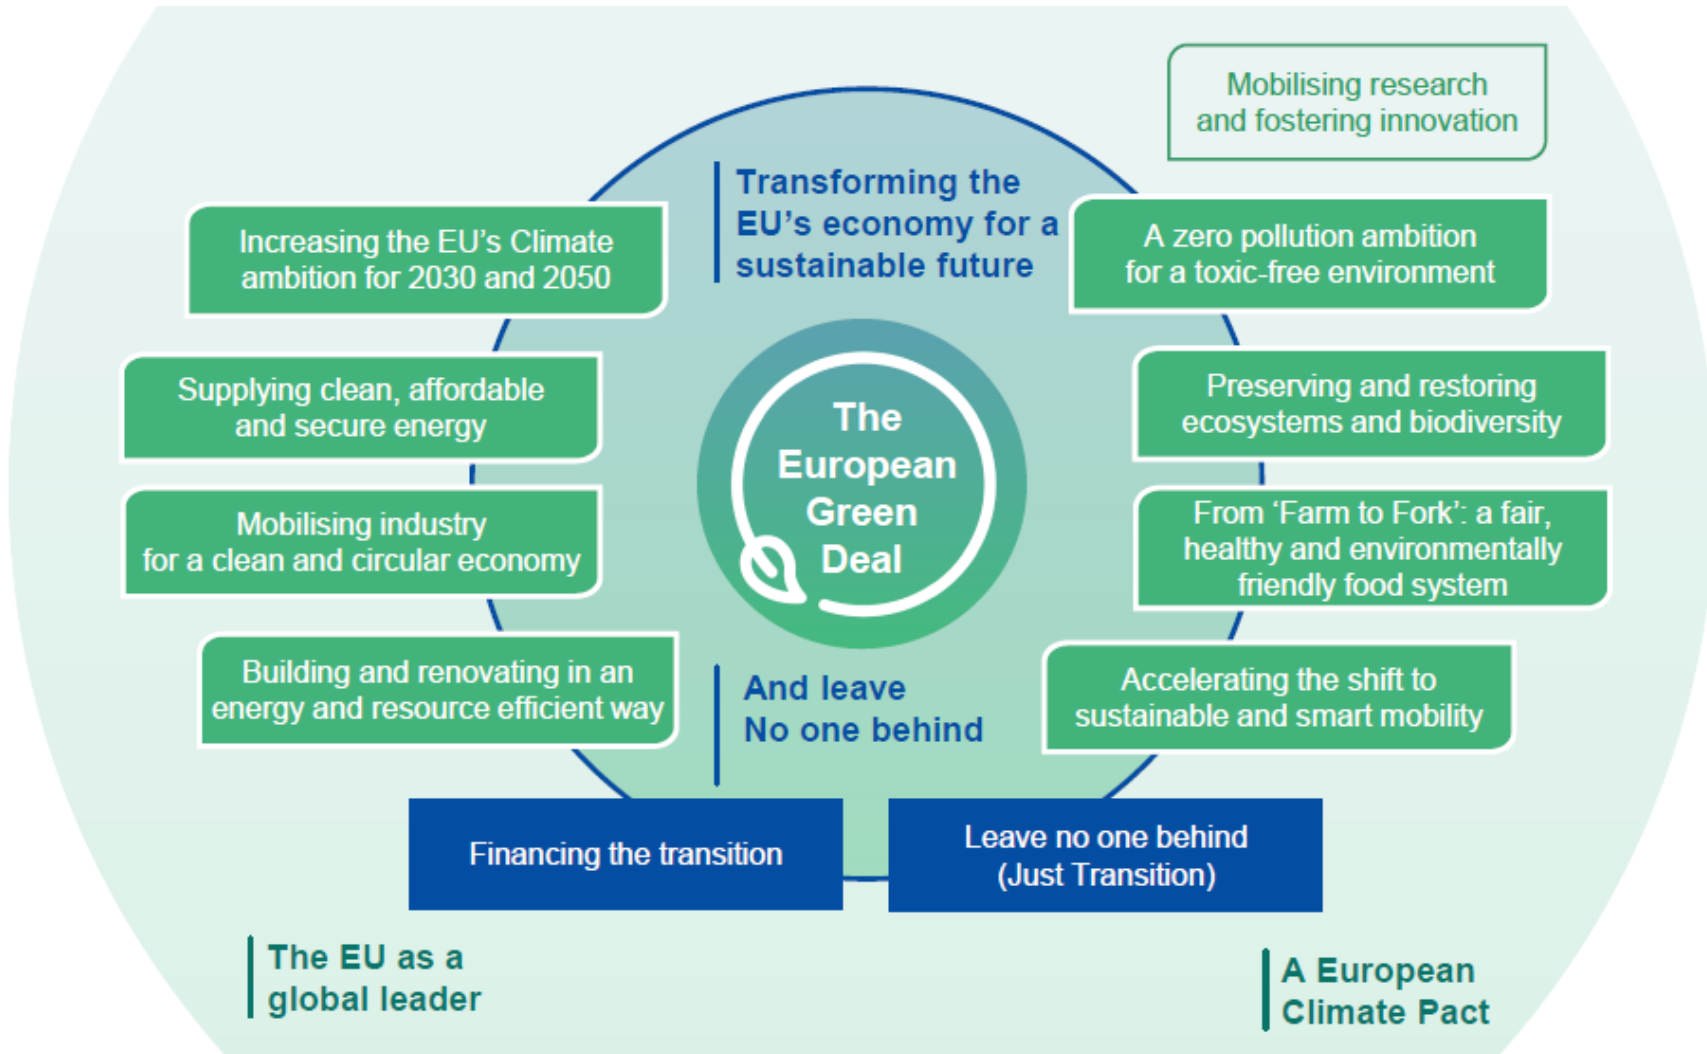 Mobilising research
and fostering innovation
Transforming the
EU’s economy for a
sustainable future
Increasing the EU’s Climate
ambition for 2030 and 2050
A zero pollution ambition
for a toxic-free environment
Supplying clean, affordable
and secure energy
Preserving and restoring
ecosystems and biodiversity
The
European
Green
Deal
Mobilising industry
for a clean and circular economy
From ‘Farm to Fork’: a fair,
healthy and environmentally
friendly food system
Building and renovating in an
energy and resource efficient way
And leave
No one behind
Accelerating the shift to
sustainable and smart mobility
Financing the transition
Leave no one behind
(Just Transition)
The EU as a
global leader
A European
Climate Pact